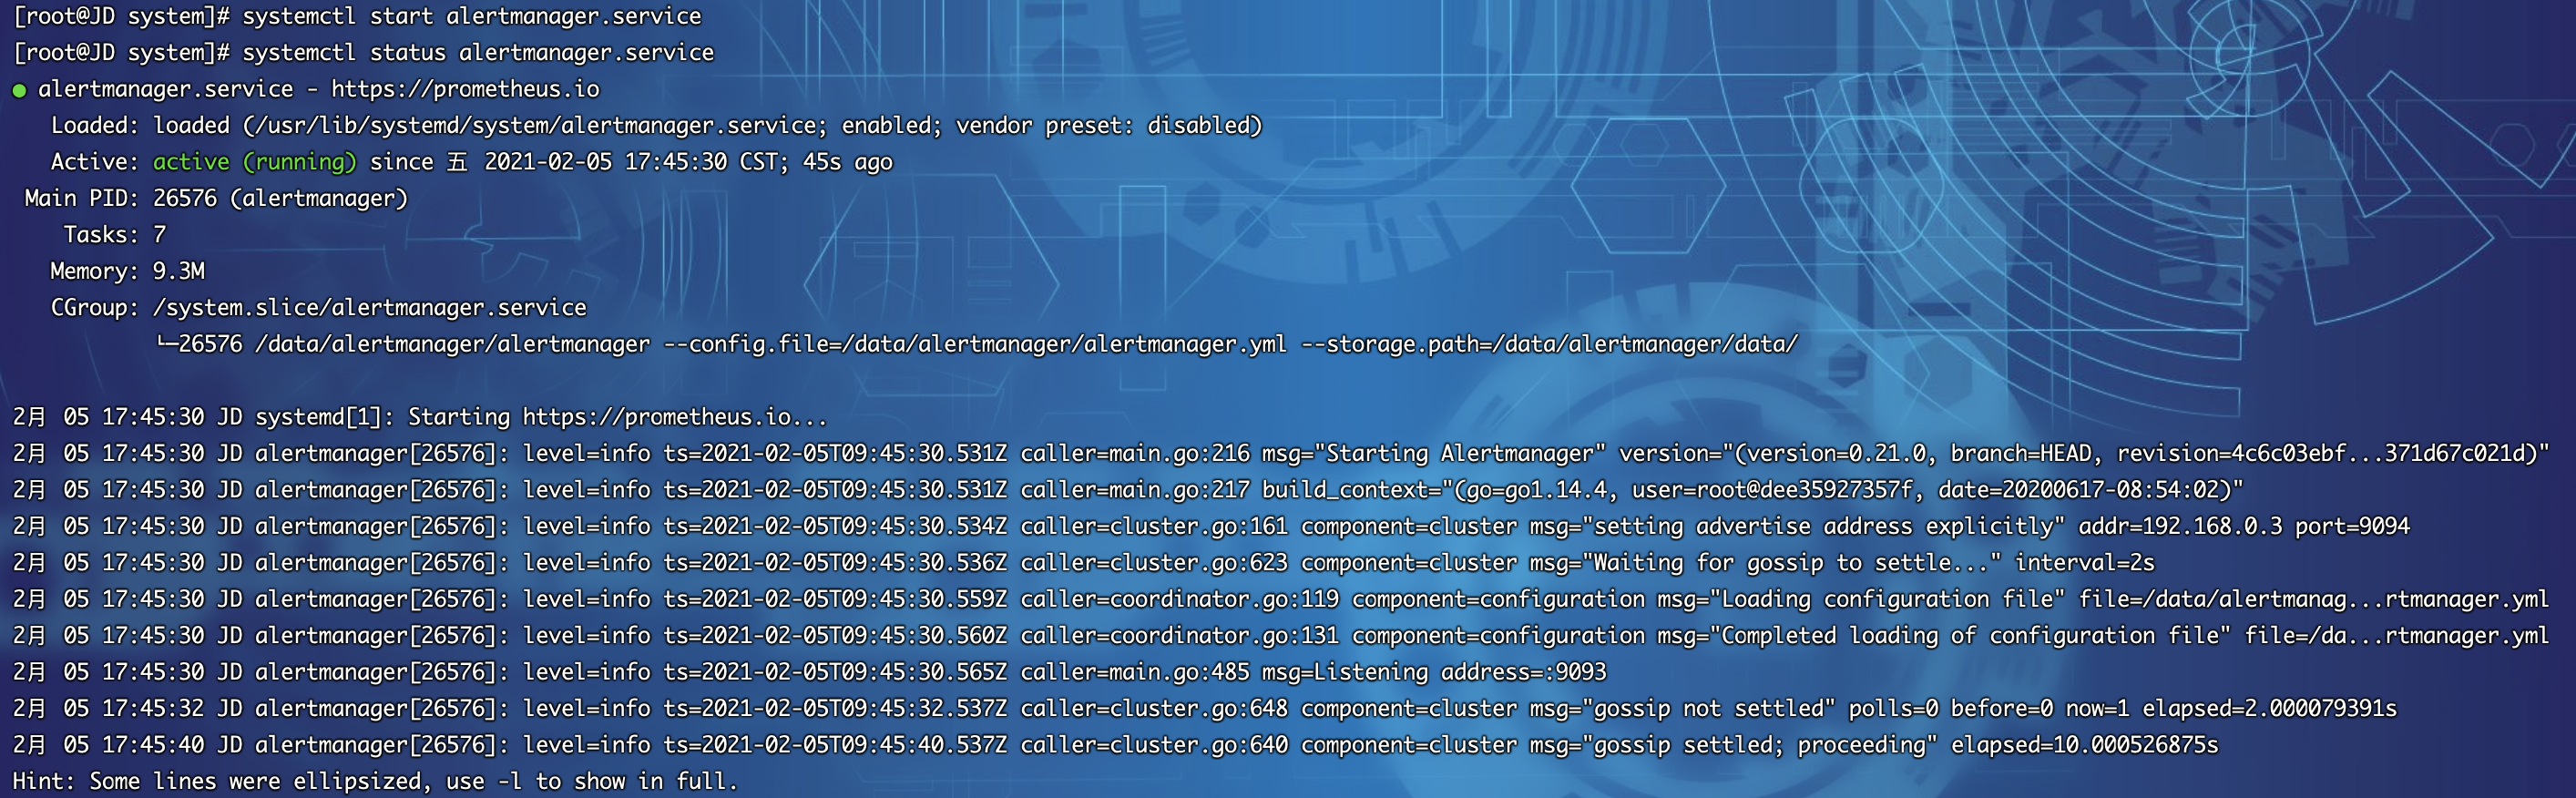 [root@JD system]# systemctl start alertmanager.service
[root@JD system]# systemctl status alertmanager.service
● alertmanager.service - https://prometheus.io
   Loaded: loaded (/usr/lib/systemd/system/alertmanager.service; enabled; vendor preset: disabled)
   Active: active (running) since 五 2021-02-05 17:45:30 CST; 45s ago
 Main PID: 26576 (alertmanager)
    Tasks: 7
   Memory: 9.3M
   CGroup: /system.slice/alertmanager.service
           └─26576 /data/alertmanager/alertmanager --config.file=/data/alertmanager/alertmanager.yml --storage.path=/data/alertmanager/data/
2月 05 17:45:30 JD systemd[1]: Starting https://prometheus.io...
2月 05 17:45:30 JD alertmanager[26576]: level=info ts=2021-02-05T09:45:30.531Z caller=main.go:216 msg="Starting Alertmanager" version="(version=0.21.0, branch=HEAD, revision=4c6c03ebf...371d67c021d)"
2月 05 17:45:30 JD alertmanager[26576]: level=info ts=2021-02-05T09:45:30.531Z caller=main.go:217 build_context="(go=go1.14.4, user=root@dee35927357f, date=20200617-08:54:02)"
2月 05 17:45:30 JD alertmanager[26576]: level=info ts=2021-02-05T09:45:30.534Z caller=cluster.go:161 component=cluster msg="setting advertise address explicitly" addr=192.168.0.3 port=9094
2月 05 17:45:30 JD alertmanager[26576]: level=info ts=2021-02-05T09:45:30.536Z caller=cluster.go:623 component=cluster msg="Waiting for gossip to settle..." interval=2s
2月 05 17:45:30 JD alertmanager[26576]: level=info ts=2021-02-05T09:45:30.559Z caller=coordinator.go:119 component=configuration msg="Loading configuration file" file=/data/alertmanag...rtmanager.yml
2月 05 17:45:30 JD alertmanager[26576]: level=info ts=2021-02-05T09:45:30.560Z caller=coordinator.go:131 component=configuration msg="Completed loading of configuration file" file=/da...rtmanager.yml
2月 05 17:45:30 JD alertmanager[26576]: level=info ts=2021-02-05T09:45:30.565Z caller=main.go:485 msg=Listening address=:9093
2月 05 17:45:32 JD alertmanager[26576]: level=info ts=2021-02-05T09:45:32.537Z caller=cluster.go:648 component=cluster msg="gossip not settled" polls=0 before=0 now=1 elapsed=2.000079391s
2月 05 17:45:40 JD alertmanager[26576]: level=info ts=2021-02-05T09:45:40.537Z caller=cluster.go:640 component=cluster msg="gossip settled; proceeding" elapsed=10.000526875s
Hint: Some lines were ellipsized, use -l to show in full.